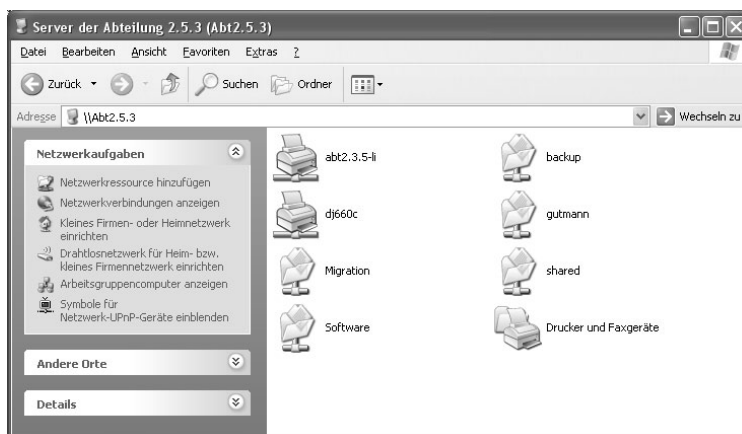 Server der Abteilung 2.5.3 (Abt2.5.3)
Datei Bearbeiten Ansicht Favoriten Extras ?
Zurück Suchen Ordner
Adresse \\Abt2.5.3 Wechseln zu
Netzwerkaufgaben
Netzwerkressource hinzufügen
Netzwerkverbindungen anzeigen
Kleines Firmen- oder Heimnetzwerk
einrichten
Drahtlosnetzwerk für Heim- bzw.
kleines Firmennetzwerk einrichten
Arbeitsgruppencomputer anzeigen
Symbole für
Netzwerk-UPnP-Geräte einblenden
Andere Orte
Details
abt2.3.5-li
backup
dj660c
gutmann
Migration
shared
Software
Drucker und Faxgeräte